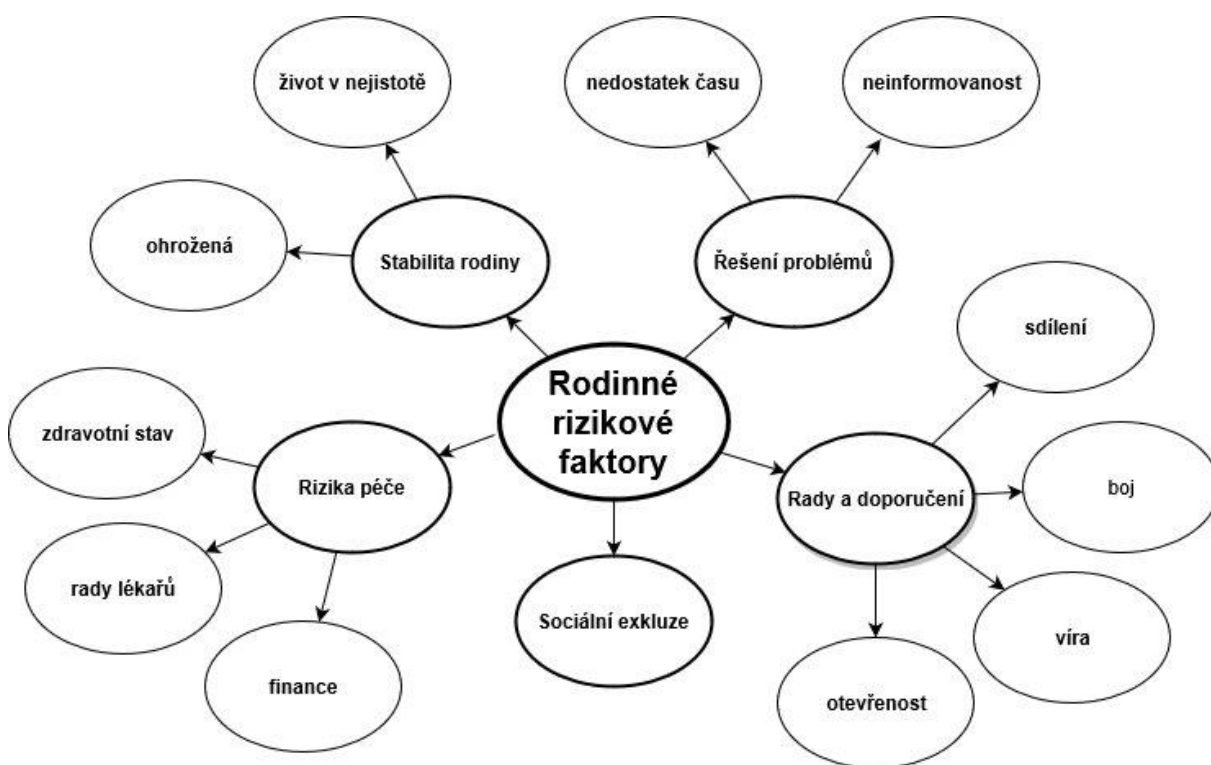 život v nejistotě
nedostatek času
neinformovanost
ohrožená
Stabilita rodiny
Řešení problémů
sdílení
Rodinné
rizikové
faktory
zdravotní stav
Rizika péče
Rady a doporučení
boj
rady lékařů
Sociální exkluze
víra
finance
otevřenost